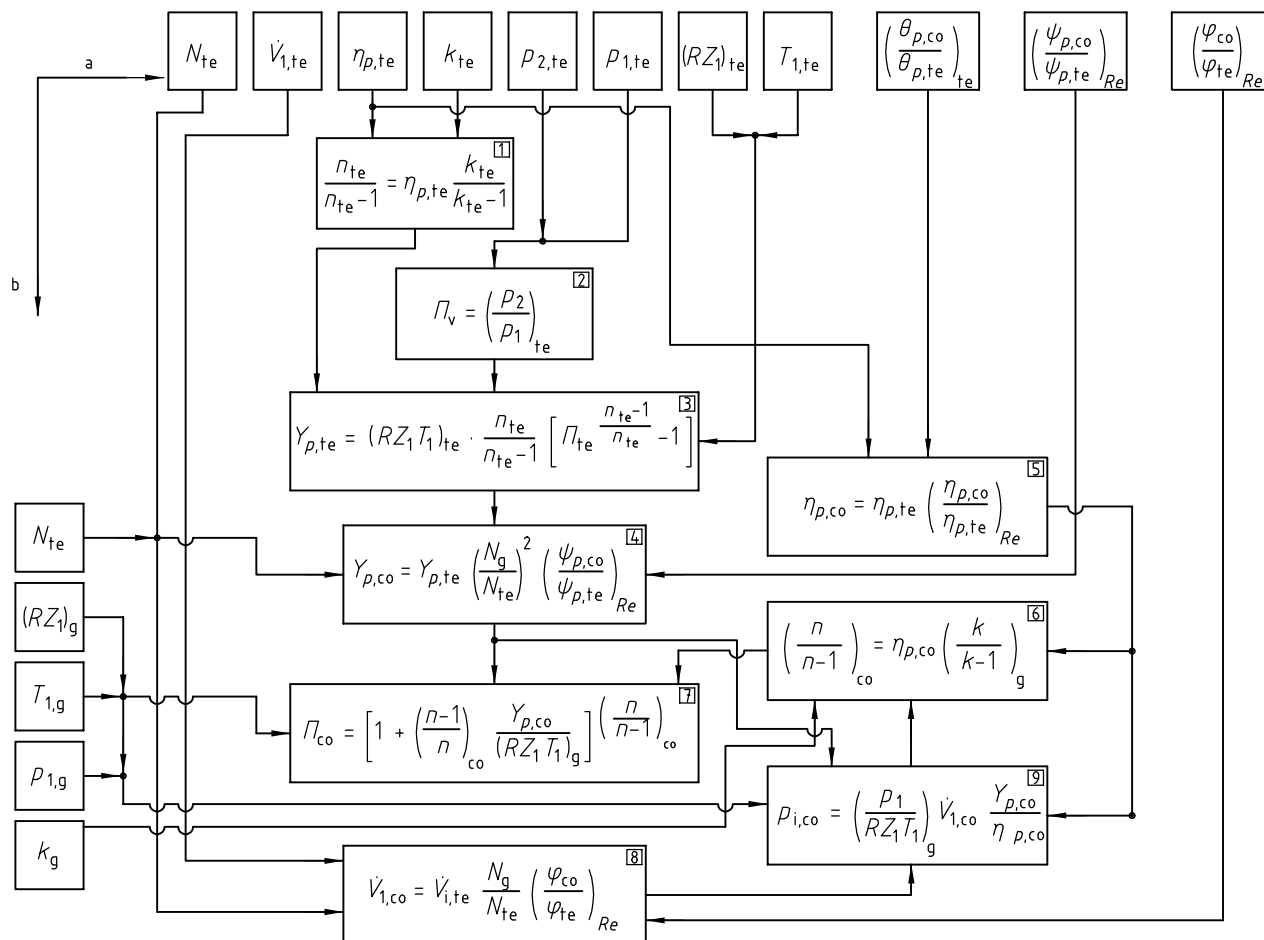 N_te V̇_1,te η_p,te k_te p_2,te p_1,te (RZ_1)_te T_1,te (θ_p,co / θ_p,te)_te (ψ_p,co / ψ_p,te)_Re (φ_co / φ_te)_Re
a
b
1
n_te / (n_te − 1) = η_p,te k_te / (k_te − 1)
2
Π_v = (p_2 / p_1)_te
3
Y_p,te = (RZ_1 T_1)_te · n_te / (n_te − 1) [Π_te^((n_te − 1) / n_te) − 1]
5
η_p,co = η_p,te (η_p,co / η_p,te)_Re
N_te
4
Y_p,co = Y_p,te (N_g / N_te)^2 (ψ_p,co / ψ_p,te)_Re
(RZ_1)_g
6
(n / (n−1))_co = η_p,co (k / (k−1))_g
T_1,g
7
Π_co = [1 + ((n−1) / n)_co Y_p,co / (RZ_1 T_1)_g]^(n / (n−1))_co
p_1,g
9
p_i,co = (p_1 / (RZ_1 T_1))_g V̇_1,co Y_p,co / η_p,co
k_g
8
V̇_1,co = V̇_i,te N_g / N_te (φ_co / φ_te)_Re